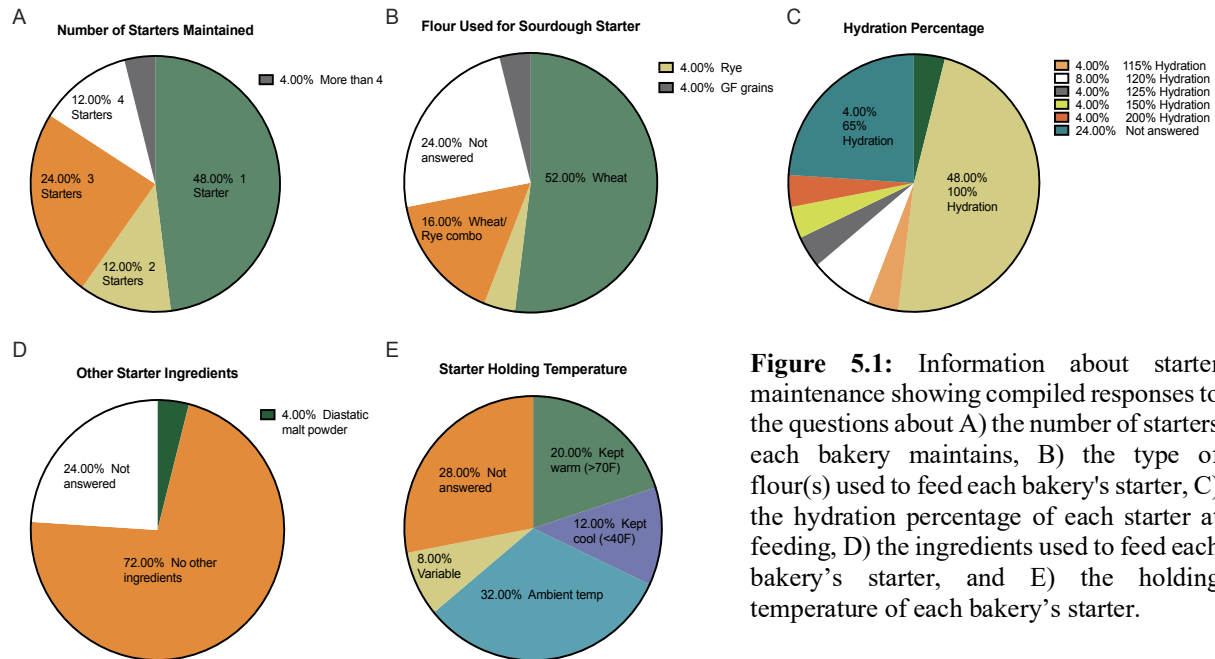 A
Number of Starters Maintained
4.00% More than 4
12.00% 4
Starters
24.00% 3
Starters
48.00% 1
Starter
12.00% 2
Starters
B
Flour Used for Sourdough Starter
4.00% Rye
4.00% GF grains
24.00% Not
answered
52.00% Wheat
16.00% Wheat/
Rye combo
C
Hydration Percentage
4.00% 115% Hydration
8.00% 120% Hydration
4.00% 125% Hydration
4.00% 150% Hydration
4.00% 200% Hydration
24.00% Not answered
4.00%
65%
Hydration
48.00%
100%
Hydration
D
Other Starter Ingredients
4.00% Diastatic
malt powder
24.00% Not
answered
72.00% No other
ingredients
E
Starter Holding Temperature
28.00% Not
answered
20.00% Kept
warm (>70F)
12.00% Kept
cool (<40F)
8.00%
Variable
32.00% Ambient temp
Figure 5.1: Information about starter
maintenance showing compiled responses to
the questions about A) the number of starters
each bakery maintains, B) the type of
flour(s) used to feed each bakery's starter, C)
the hydration percentage of each starter at
feeding, D) the ingredients used to feed each
bakery’s starter, and E) the holding
temperature of each bakery’s starter.